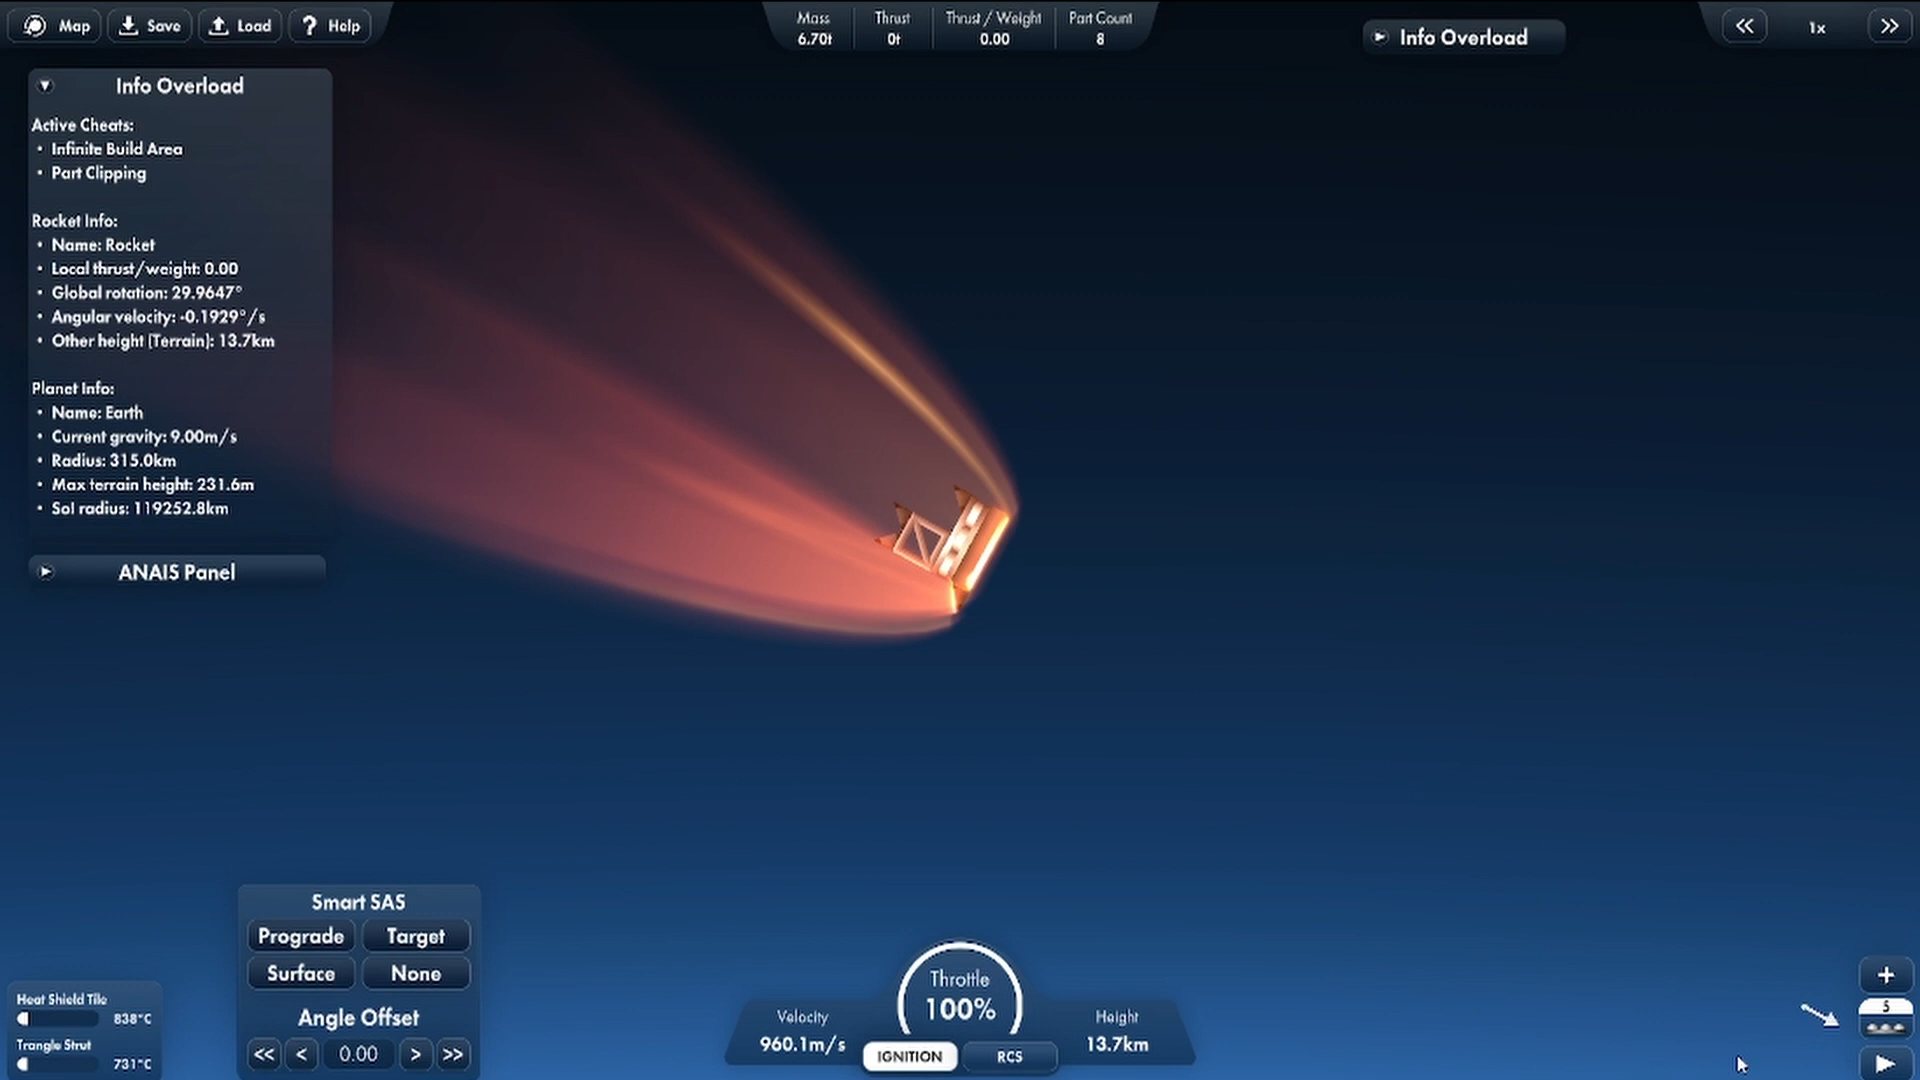 Map Save Load Help
Mass Thrust Thrust / Weight Part Count
6.70t 0t 0.00 8
Info Overload
1x
Info Overload
Active Cheats:
• Infinite Build Area
• Part Clipping
Rocket Info:
• Name: Rocket
• Local thrust/weight: 0.00
• Global rotation: 29.9647°
• Angular velocity: -0.1929°/s
• Other height (Terrain): 13.7km
Planet Info:
• Name: Earth
• Current gravity: 9.00m/s
• Radius: 315.0km
• Max terrain height: 231.6m
• SoI radius: 119252.8km
ANAIS Panel
Smart SAS
Prograde Target
Surface None
Angle Offset
<< < 0.00 > >>
Heat Shield Tile
838°C
Trangle Strut
731°C
Throttle
100%
Velocity
960.1m/s
IGNITION RCS
Height
13.7km
+
5